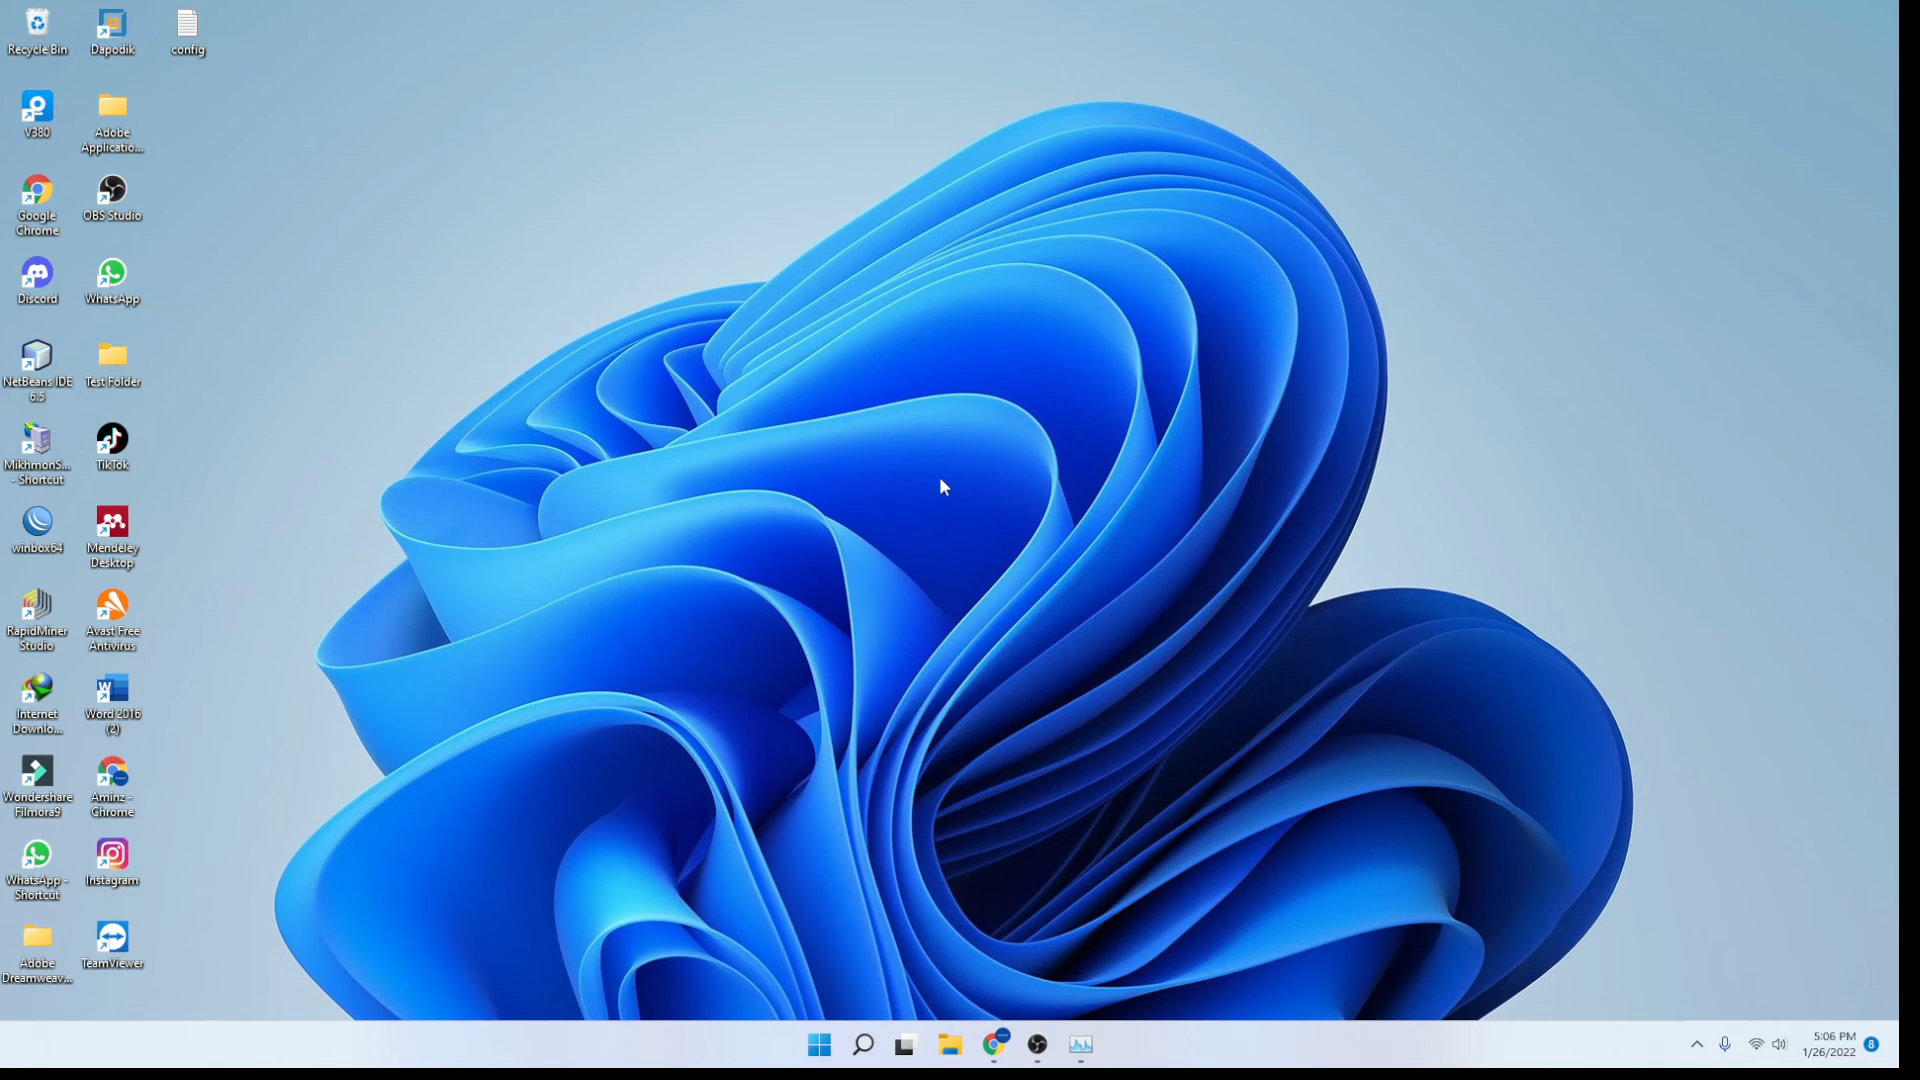 Recycle Bin
Dapodik
config
V380
Adobe
Applicatio...
Google
Chrome
OBS Studio
Discord
WhatsApp
NetBeans IDE
6.5
Test Folder
MikhmonS...
- Shortcut
TikTok
winbox64
Mendeley
Desktop
RapidMiner
Studio
Avast Free
Antivirus
Internet
Downlo...
Word 2016
(2)
Wondershare
Filmora9
Aminz -
Chrome
WhatsApp -
Shortcut
Instagram
Adobe
Dreamweav...
TeamViewer
5:06 PM
1/26/2022
8